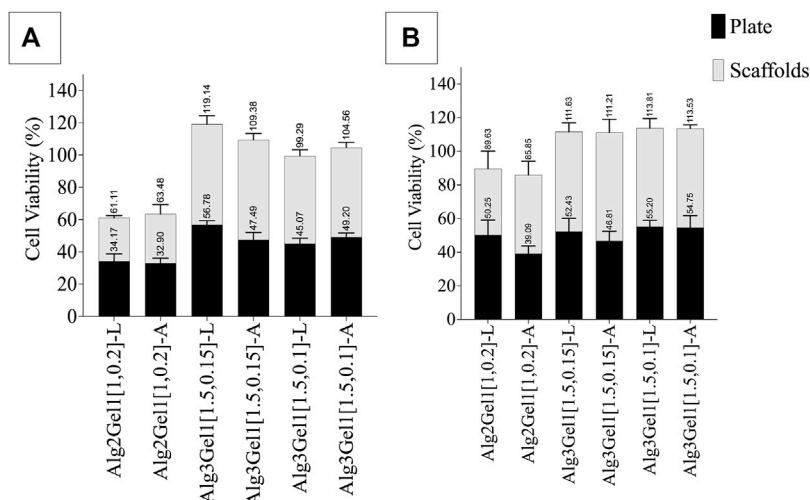 A
B
Plate
Scaffolds
Cell Viability (%)
140
120
100
80
60
40
20
0
61.11
34.17
63.48
32.90
119.14
56.78
109.38
47.49
99.29
45.07
104.56
49.20
Alg2Gel1[1,0.2]-L
Alg2Gel1[1,0.2]-A
Alg3Gel1[1.5,0.15]-L
Alg3Gel1[1.5,0.15]-A
Alg3Gel1[1.5,0.1]-L
Alg3Gel1[1.5,0.1]-A
Cell Viability (%)
140
120
100
80
60
40
20
0
89.63
50.25
85.85
39.09
111.63
52.43
111.21
46.81
113.81
55.20
113.53
54.75
Alg2Gel1[1,0.2]-L
Alg2Gel1[1,0.2]-A
Alg3Gel1[1.5,0.15]-L
Alg3Gel1[1.5,0.15]-A
Alg3Gel1[1.5,0.1]-L
Alg3Gel1[1.5,0.1]-A